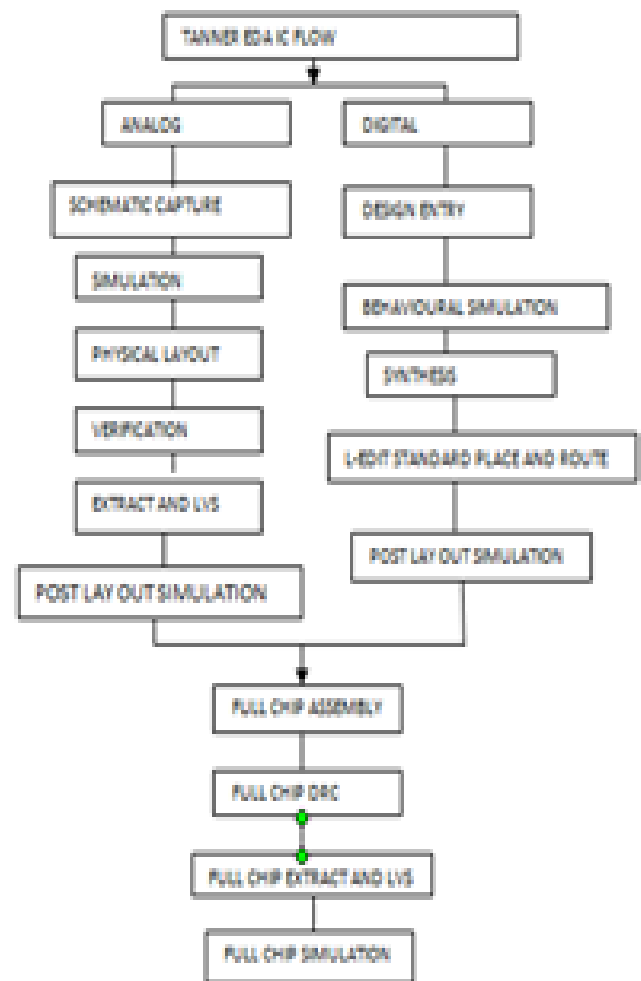 TANNER EDA IC FLOW
ANALOG
DIGITAL
SCHEMATIC CAPTURE
DESIGN ENTRY
SIMULATION
BEHAVIOURAL SIMULATION
PHYSICAL LAYOUT
SYNTHESIS
VERIFICATION
L-EDIT STANDARD PLACE AND ROUTE
EXTRACT AND LVS
POST LAY OUT SIMULATION
POST LAY OUT SIMULATION
FULL CHIP ASSEMBLY
FULL CHIP DRC
FULL CHIP EXTRACT AND LVS
FULL CHIP SIMULATION